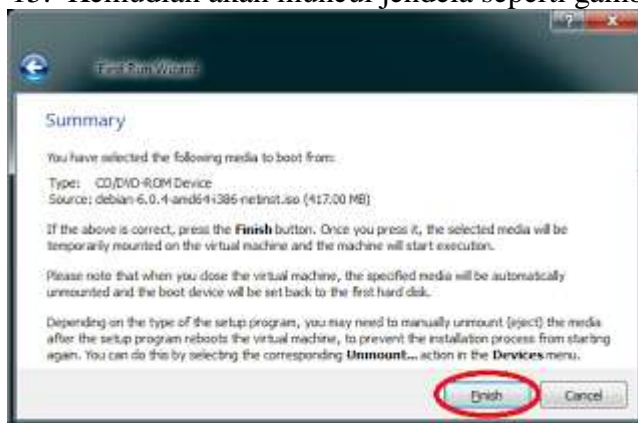 13. Kemudian akan muncul jendela seperti gamb
First Run Wizard
Summary
You have selected the following media to boot from:
Type: CD/DVD-ROM Device
Source: debian-6.0.4-amd64-i386-netinst.iso (417.00 MB)
If the above is correct, press the Finish button. Once you press it, the selected media will be
temporarily mounted on the virtual machine and the machine will start execution.
Please note that when you close the virtual machine, the specified media will be automatically
unmounted and the boot device will be set back to the first hard disk.
Depending on the type of the setup program, you may need to manually unmount (eject) the media
after the setup program reboots the virtual machine, to prevent the installation process from starting
again. You can do this by selecting the corresponding Unmount... action in the Devices menu.
Finish Cancel